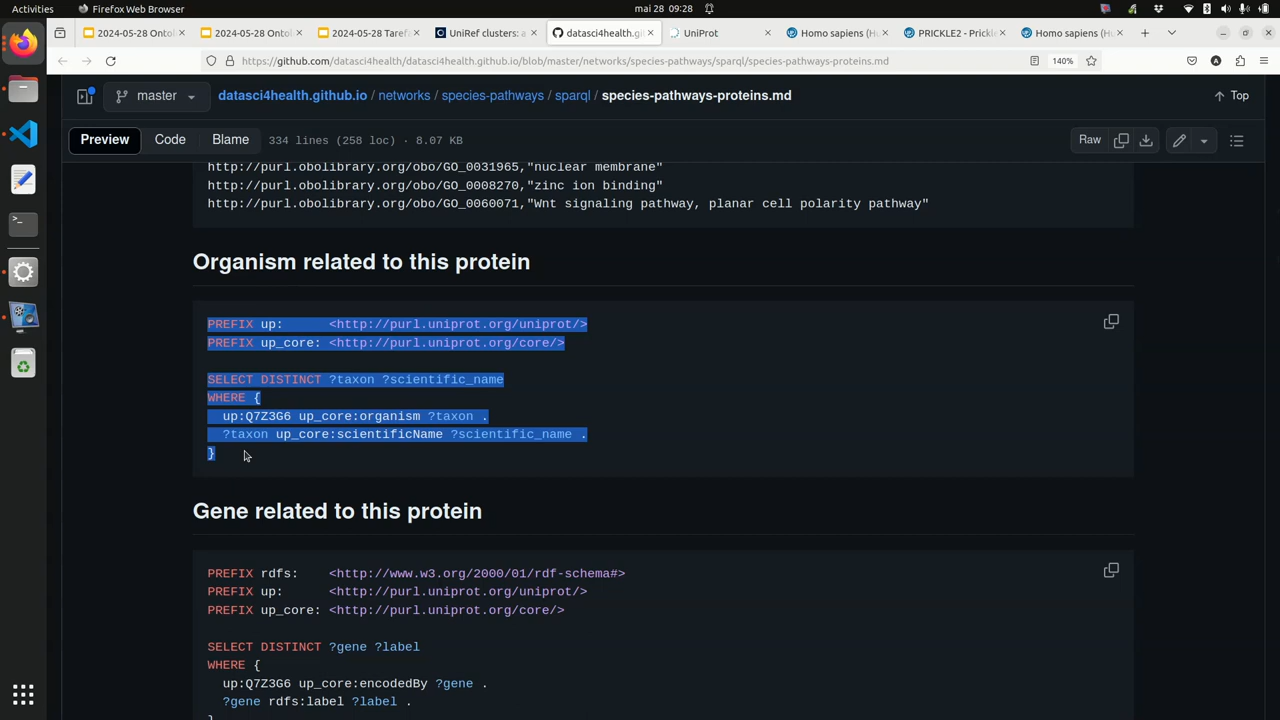 Activities
Firefox Web Browser
mai 28 09:28
2024-05-28 Ontol
2024-05-28 Ontol
2024-05-28 Taref
UniRef clusters: a
datasci4health.gi
UniProt
Homo sapiens (Hu
PRICKLE2 - Prickle
Homo sapiens (Hu
https://github.com/datasci4health/datasci4health.github.io/blob/master/networks/species-pathways/sparql/species-pathways-proteins.md
140%
master
datasci4health.github.io / networks / species-pathways / sparql / species-pathways-proteins.md
Top
Preview
Code
Blame
334 lines (258 loc) · 8.07 KB
Raw
http://purl.obolibrary.org/obo/GO_0031965,"nuclear membrane"
http://purl.obolibrary.org/obo/GO_0008270,"zinc ion binding"
http://purl.obolibrary.org/obo/GO_0060071,"Wnt signaling pathway, planar cell polarity pathway"
Organism related to this protein
PREFIX up: <http://purl.uniprot.org/uniprot/>
PREFIX up_core: <http://purl.uniprot.org/core/>
SELECT DISTINCT ?taxon ?scientific_name
WHERE {
up:Q7Z3G6 up_core:organism ?taxon .
?taxon up_core:scientificName ?scientific_name .
}
Gene related to this protein
PREFIX rdfs: <http://www.w3.org/2000/01/rdf-schema#>
PREFIX up: <http://purl.uniprot.org/uniprot/>
PREFIX up_core: <http://purl.uniprot.org/core/>
SELECT DISTINCT ?gene ?label
WHERE {
up:Q7Z3G6 up_core:encodedBy ?gene .
?gene rdfs:label ?label .
}